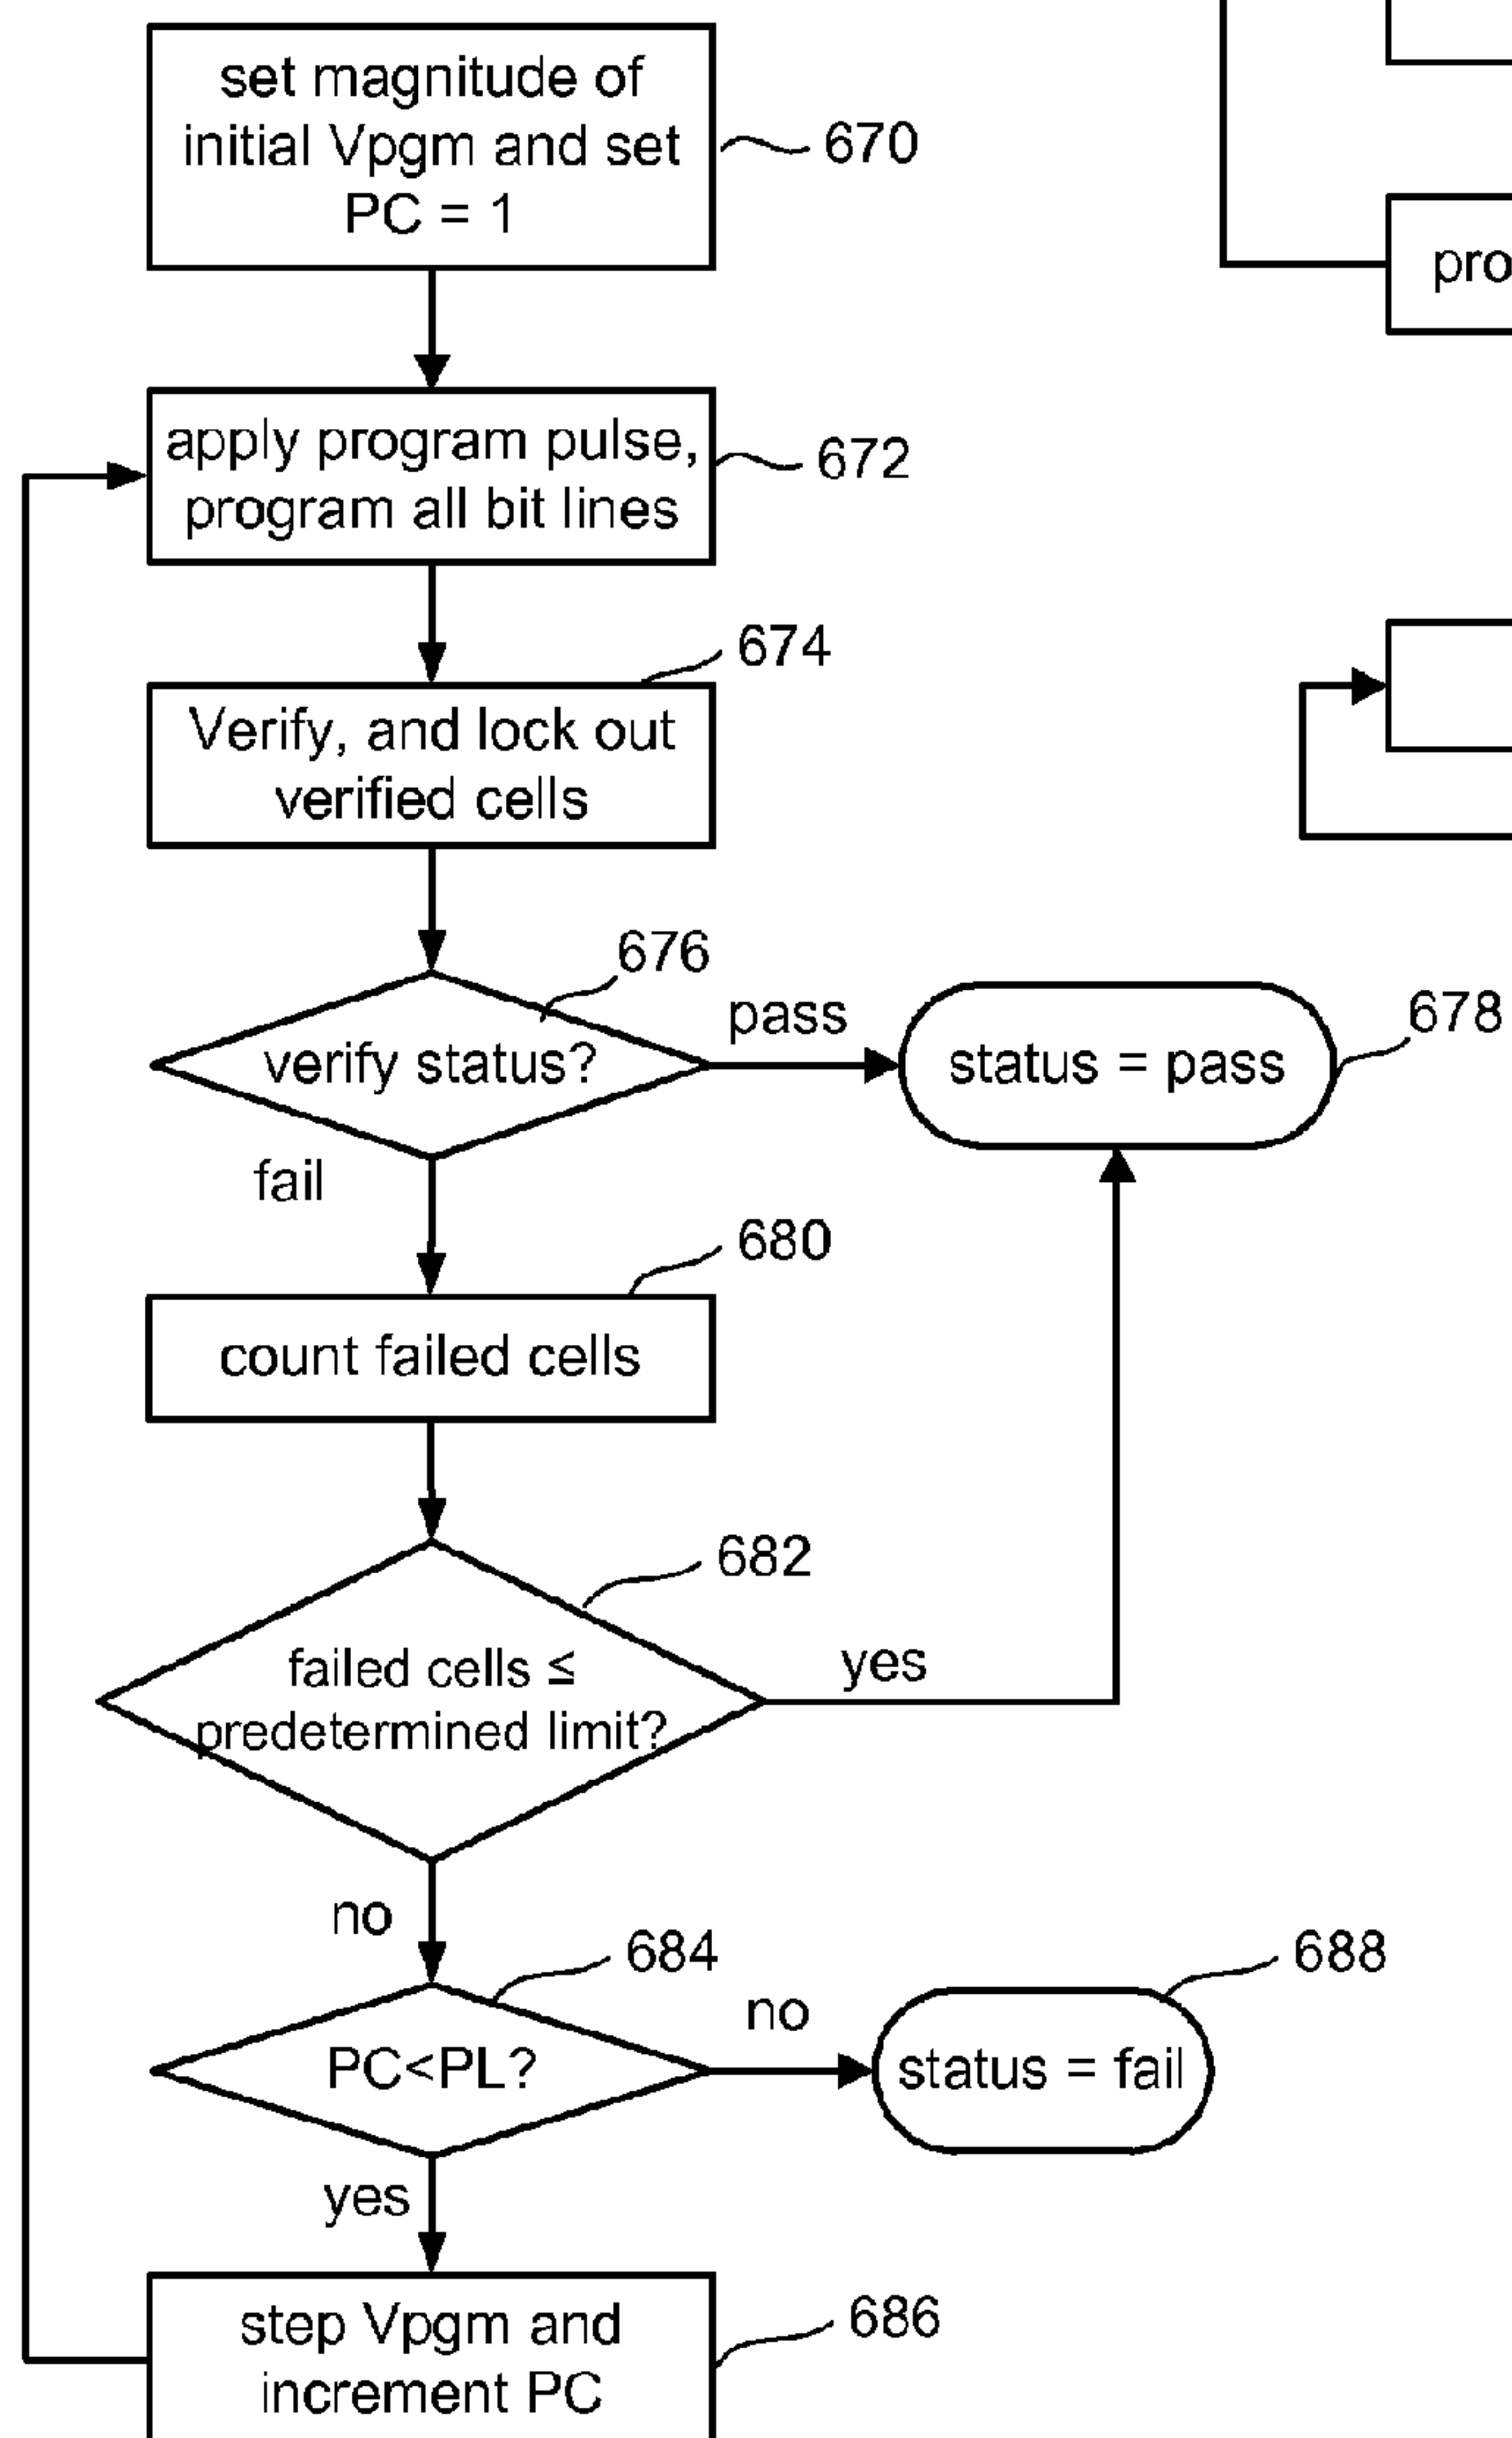 set magnitude of
initial Vpgm and set
PC = 1
670
apply program pulse,
program all bit lines
672
674
Verify, and lock out
verified cells
676
verify status?
pass
status = pass
678
fail
680
count failed cells
682
failed cells ≤
predetermined limit?
yes
no
684
PC<PL?
no
status = fail
688
yes
step Vpgm and
increment PC
686